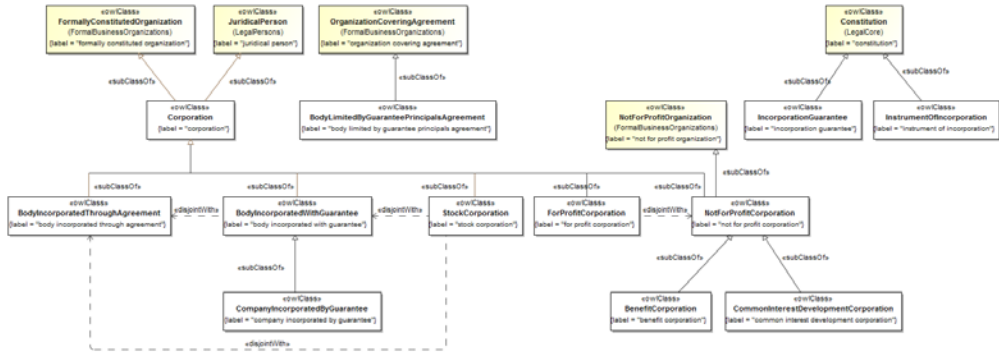 «owlClass»
FormallyConstitutedOrganization
(FormalBusinessOrganizations)
[label = "formally constituted organization"]
«owlClass»
JuridicalPerson
(LegalPersons)
[label = "juridical person"]
«owlClass»
OrganizationCoveringAgreement
(FormalBusinessOrganizations)
[label = "organization covering agreement"]
«owlClass»
Constitution
(LegalCore)
[label = "constitution"]
«subClassOf»
«subClassOf»
«subClassOf»
«subClassOf»
«subClassOf»
«owlClass»
Corporation
[label = "corporation"]
«owlClass»
BodyLimitedByGuaranteePrincipalsAgreement
[label = "body limited by guarantee principals agreement"]
«owlClass»
NotForProfitOrganization
(FormalBusinessOrganizations)
[label = "not for profit organization"]
«owlClass»
IncorporationGuarantee
[label = "incorporation guarantee"]
«owlClass»
InstrumentOfIncorporation
[label = "instrument of incorporation"]
«subClassOf»
«subClassOf»
«subClassOf»
«subClassOf»
«subClassOf»
«subClassOf»
«owlClass»
BodyIncorporatedThroughAgreement
[label = "body incorporated through agreement"]
«disjointWith»
«owlClass»
BodyIncorporatedWithGuarantee
[label = "body incorporated with guarantee"]
«disjointWith»
«owlClass»
StockCorporation
[label = "stock corporation"]
«owlClass»
ForProfitCorporation
[label = "for profit corporation"]
«disjointWith»
«owlClass»
NotForProfitCorporation
[label = "not for profit corporation"]
«subClassOf»
«subClassOf»
«subClassOf»
«owlClass»
CompanyIncorporatedByGuarantee
[label = "company incorporated by guarantee"]
«owlClass»
BenefitCorporation
[label = "benefit corporation"]
«owlClass»
CommonInterestDevelopmentCorporation
[label = "common interest development corporation"]
«disjointWith»